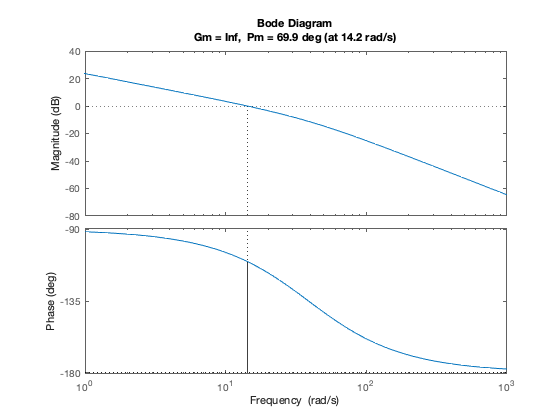 Bode Diagram
Gm = Inf, Pm = 69.9 deg (at 14.2 rad/s)
40
20
0
-20
-40
-60
-80
Magnitude (dB)
-90
-135
-180
Phase (deg)
10^0
10^1
10^2
10^3
Frequency (rad/s)